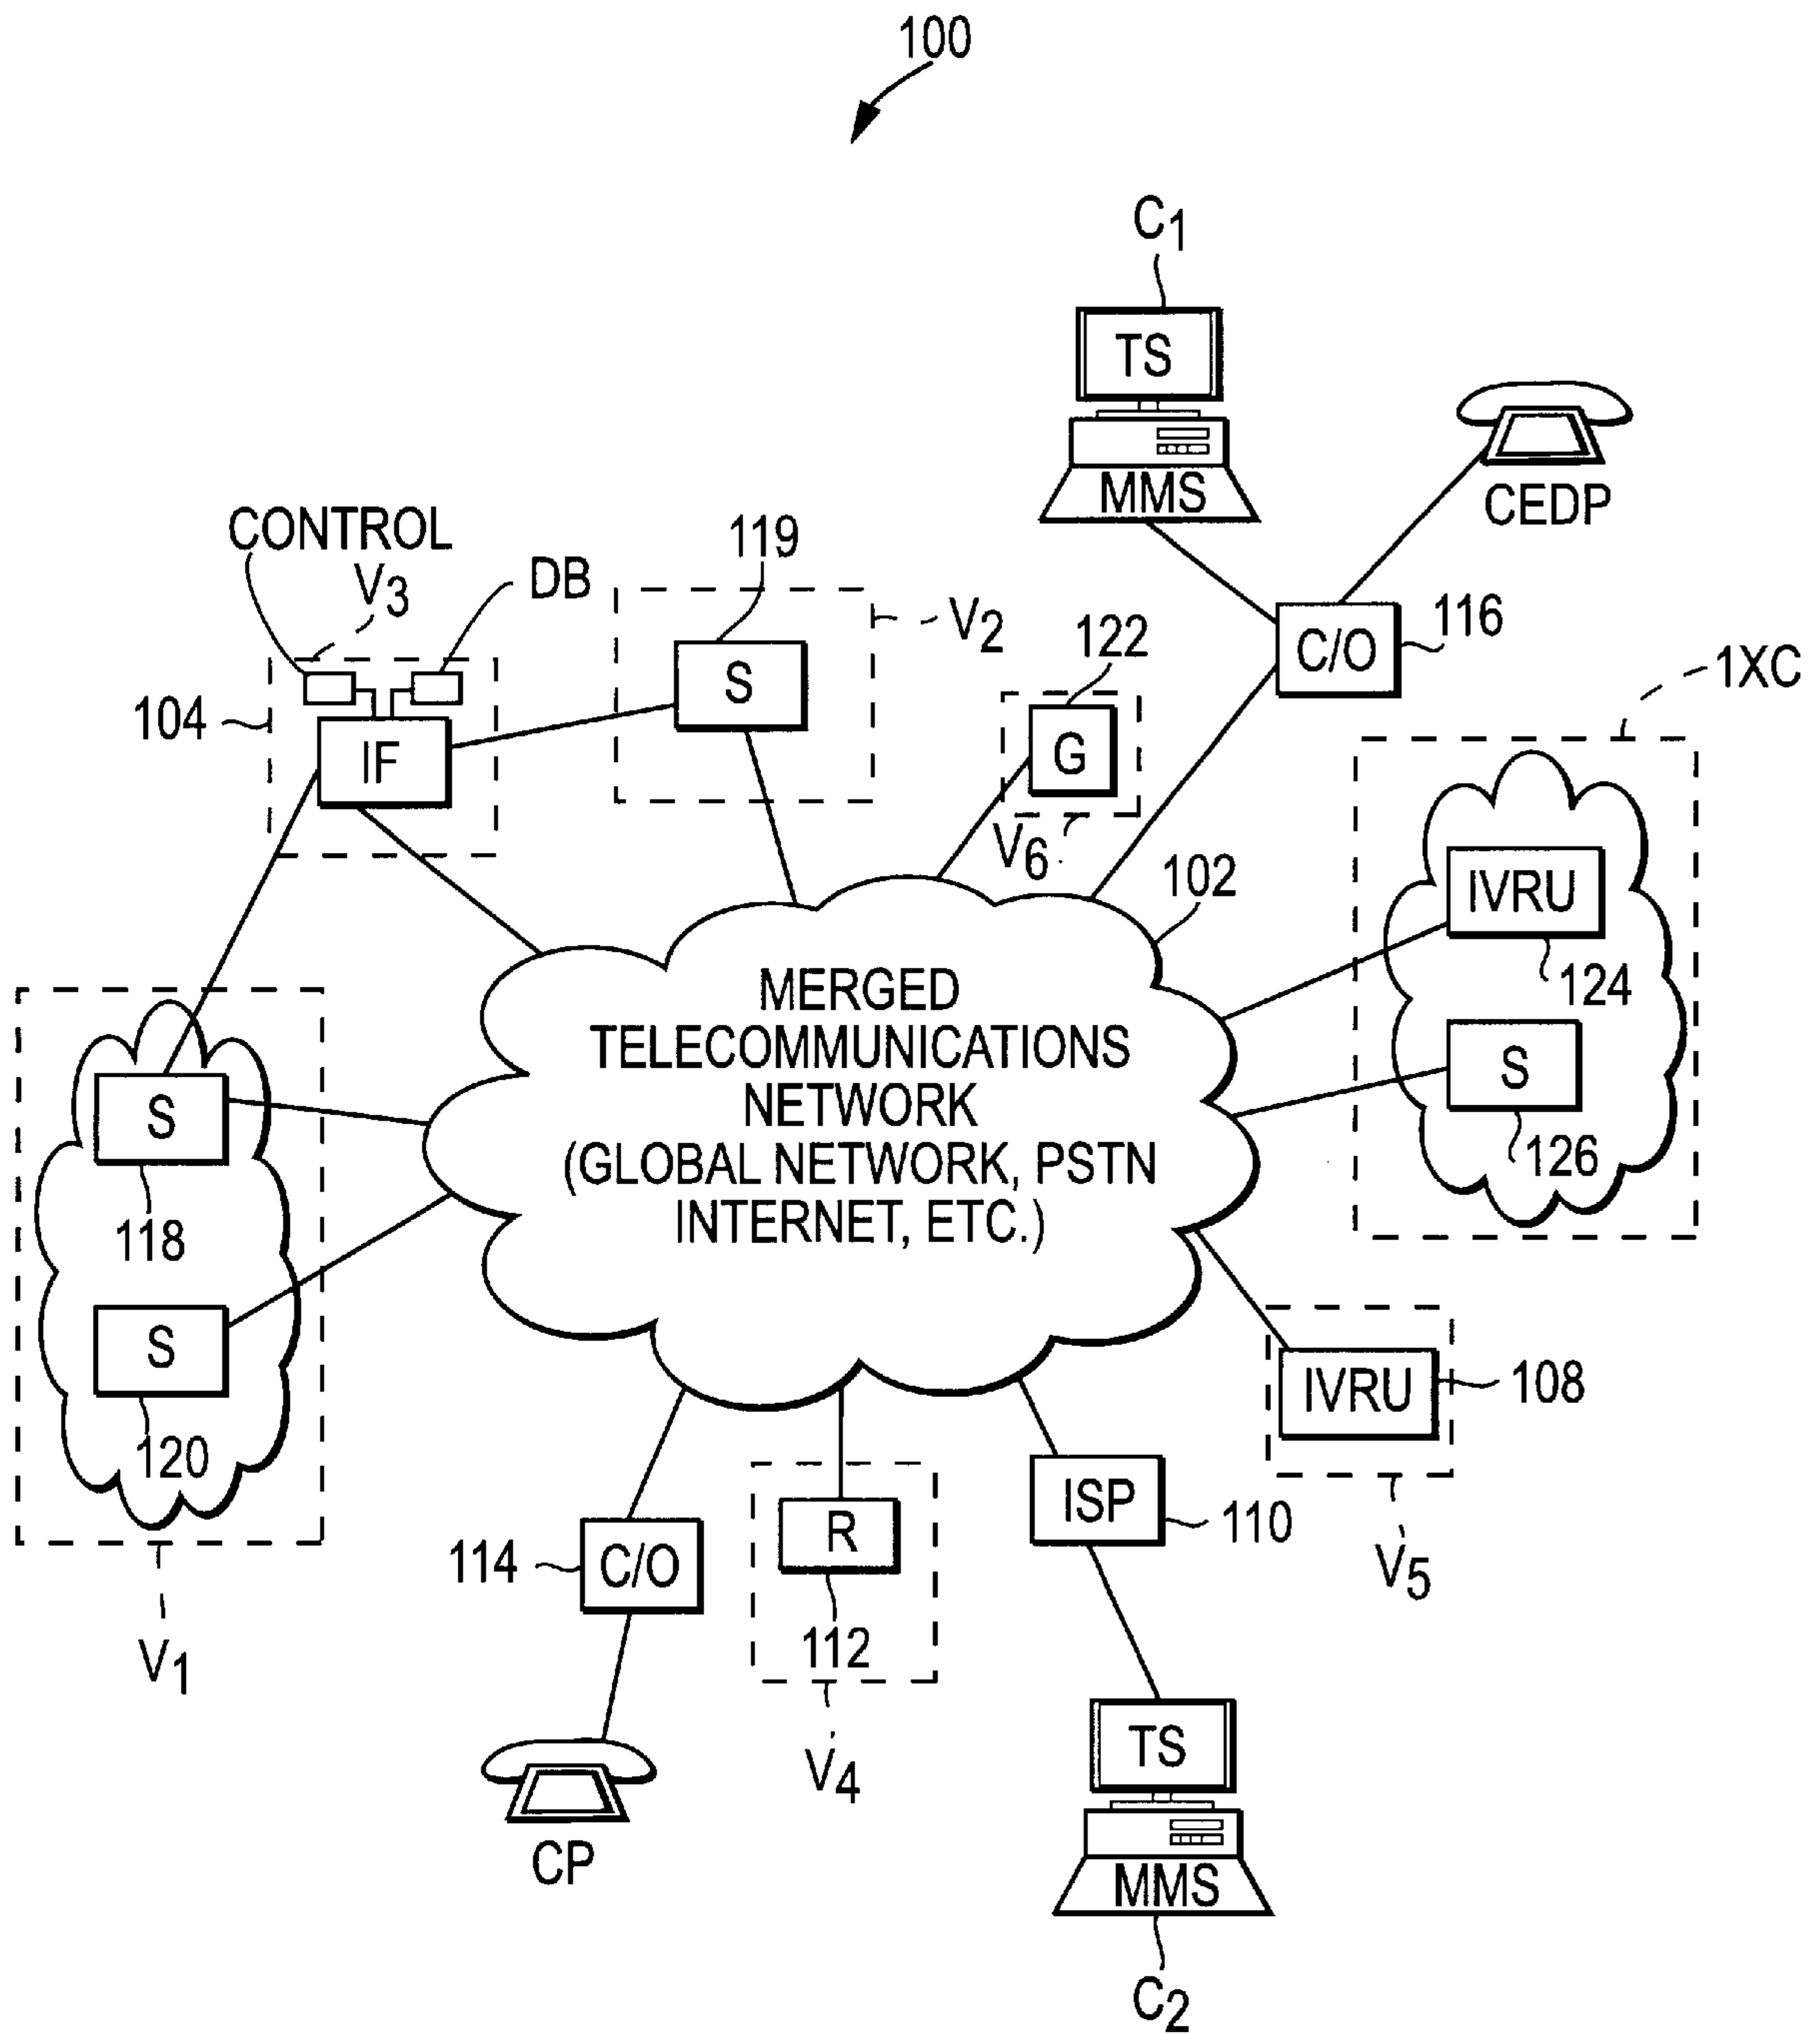 100
C1
TS
MMS
CEDP
CONTROL
V3
DB
119
V2
122
C/O
116
1XC
104
IF
S
G
V6
102
IVRU
124
MERGED
TELECOMMUNICATIONS
NETWORK
(GLOBAL NETWORK, PSTN
INTERNET, ETC.)
S
126
S
118
S
120
V1
IVRU
108
V5
ISP
110
114
C/O
R
112
V4
CP
TS
MMS
C2